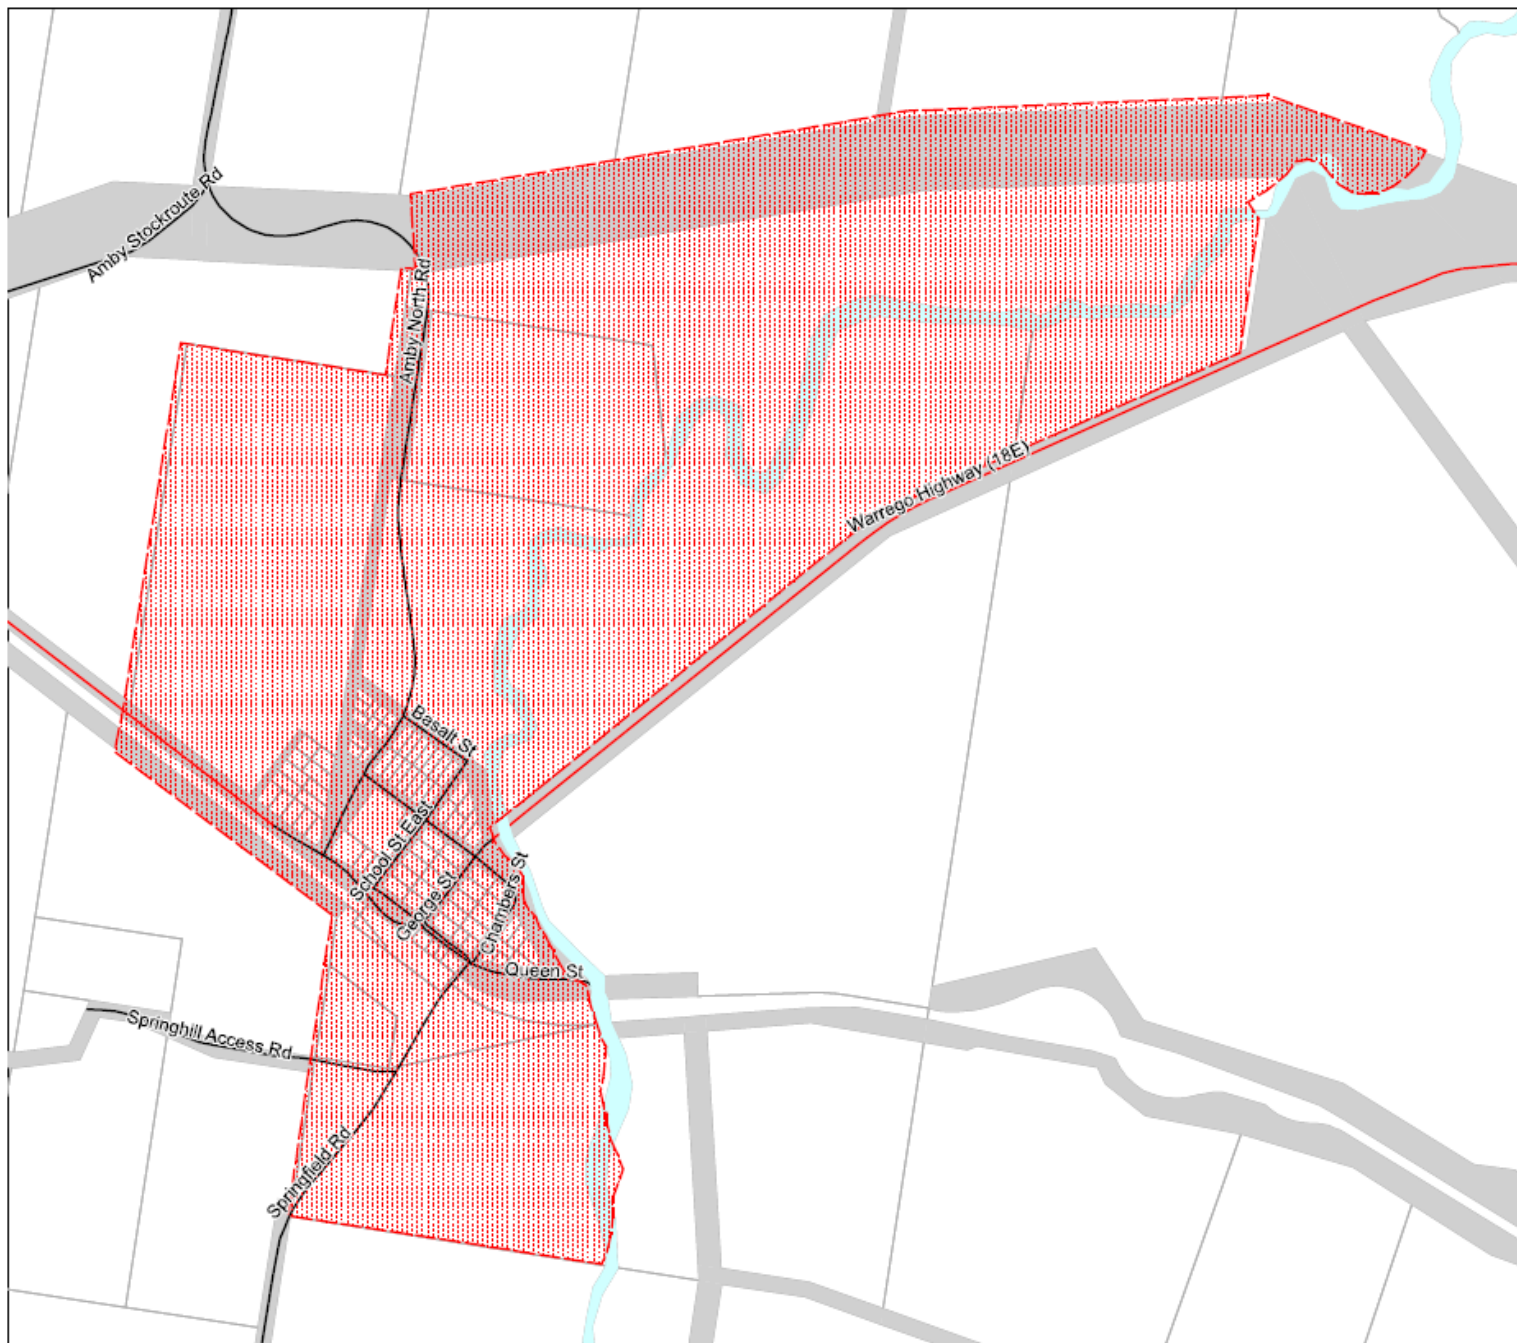 Amby Stockroute Rd
Amby North Rd
Warrego Highway (18E)
Basalt St
School St East
George St
Chambers St
Queen St
Springhill Access Rd
Springfield Rd